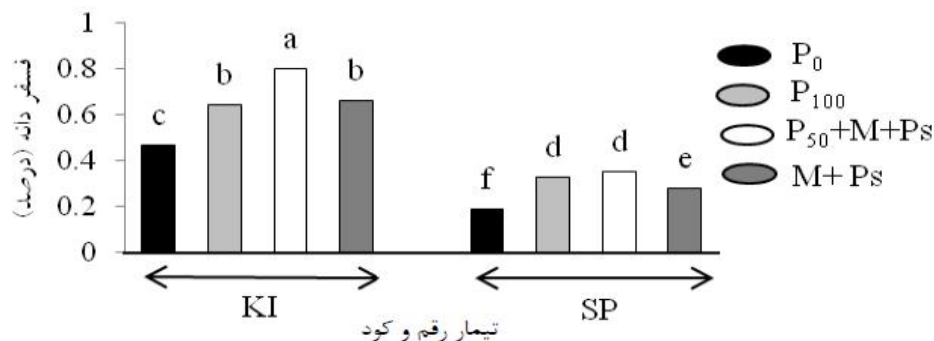 فسفر دانه (درصد)
1
0.8
0.6
0.4
0.2
0
c
b
a
b
f
d
d
e
KI
SP
تیمار رقم و کود
P₀
P₁₀₀
P₅₀+M+Ps
M+ Ps